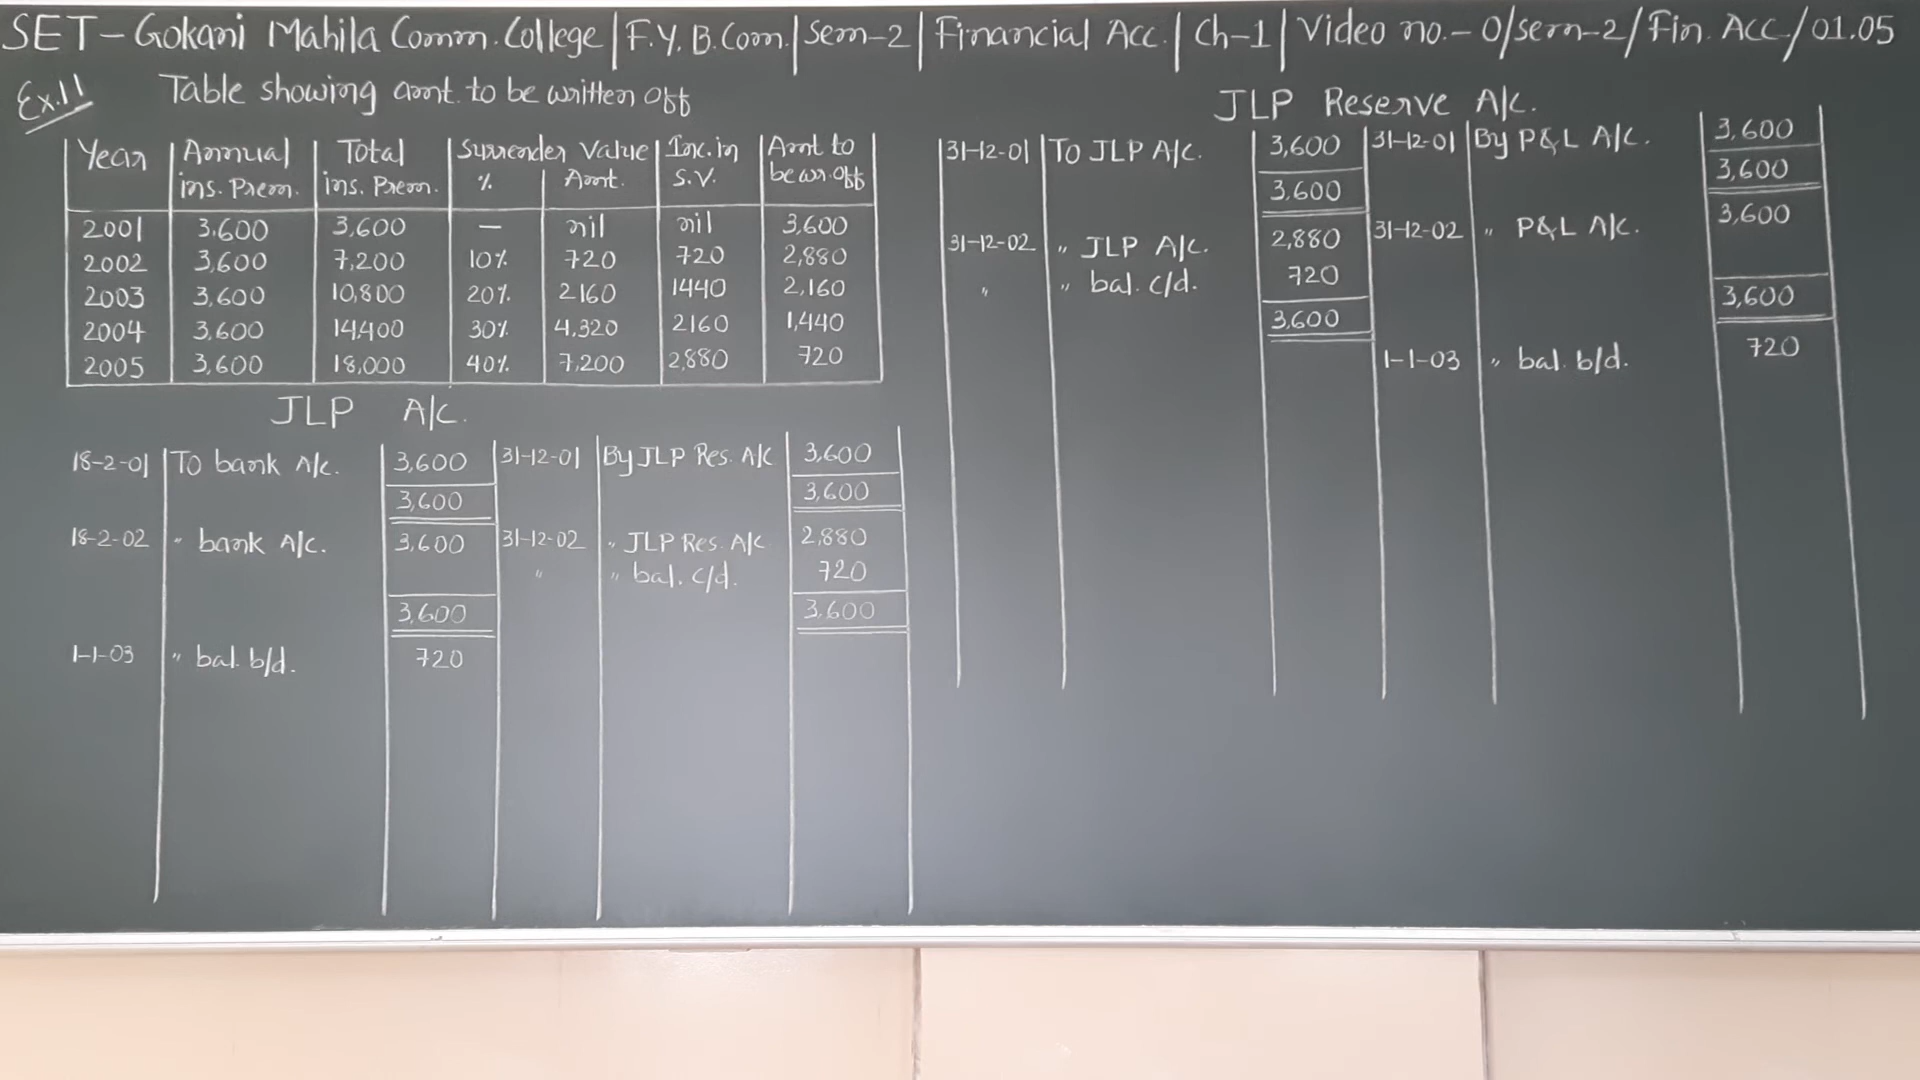 SET - Gokani Mahila Comm. College | F.Y. B.Com. | Sem-2 | Financial Acc. | Ch-1 | Video no. - 0/sem-2/Fin. Acc/01.05
Ex.11 Table showing amt. to be written off
Year | Annual ins. Prem. | Total ins. Prem. | Surrender Value % | Amt. | Inc. in S.V. | Amt to be wr. off
2001 | 3,600 | 3,600 | — | nil | nil | 3,600
2002 | 3,600 | 7,200 | 10% | 720 | 720 | 2,880
2003 | 3,600 | 10,800 | 20% | 2160 | 1440 | 2,160
2004 | 3,600 | 14,400 | 30% | 4,320 | 2160 | 1,440
2005 | 3,600 | 18,000 | 40% | 7,200 | 2,880 | 720
JLP A/c.
18-2-01 | To bank A/c. | 3,600 | 31-12-01 | By JLP Res. A/c | 3,600
3,600 | 3,600
18-2-02 | " bank A/c. | 3,600 | 31-12-02 | " JLP Res. A/c | 2,880
" | " bal. c/d. | 720
3,600 | 3,600
1-1-03 | " bal. b/d. | 720
JLP Reserve A/c.
31-12-01 | To JLP A/c. | 3,600 | 31-12-01 | By P&L A/c. | 3,600
3,600 | 3,600
31-12-02 | " JLP A/c. | 2,880 | 31-12-02 | " P&L A/c. | 3,600
" | " bal. c/d. | 720
3,600 | 3,600
1-1-03 | " bal. b/d. | 720